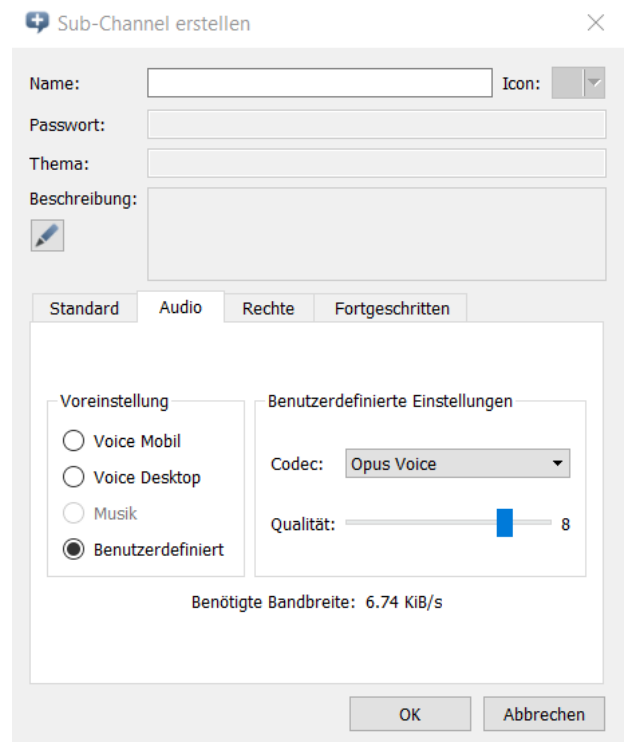 Sub-Channel erstellen
Name:
Icon:
Passwort:
Thema:
Beschreibung:
Standard Audio Rechte Fortgeschritten
Voreinstellung
Voice Mobil
Voice Desktop
Musik
Benutzerdefiniert
Benutzerdefinierte Einstellungen
Codec: Opus Voice
Qualität: 8
Benötigte Bandbreite: 6.74 KiB/s
OK Abbrechen